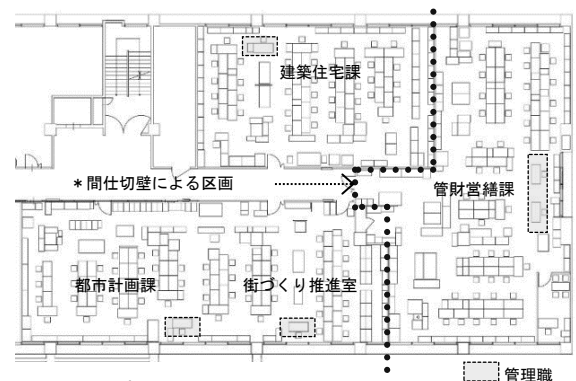 建築住宅課
*間仕切壁による区画
管財営繕課
都市計画課
街づくり推進室
管理職